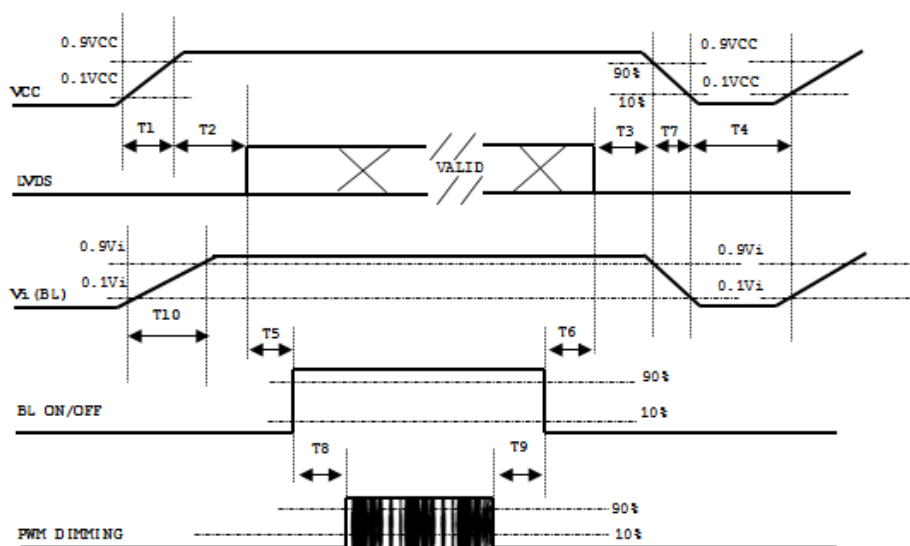 0.9VCC
0.9VCC
0.1VCC
90%
0.1VCC
VCC
10%
T1
T2
T3
T7
T4
VALID
LVDS
0.9Vi
0.9Vi
0.1Vi
0.1Vi
Vi(BL)
T10
T5
T6
90%
BL ON/OFF
10%
T8
T9
90%
PWM DIMMING
10%